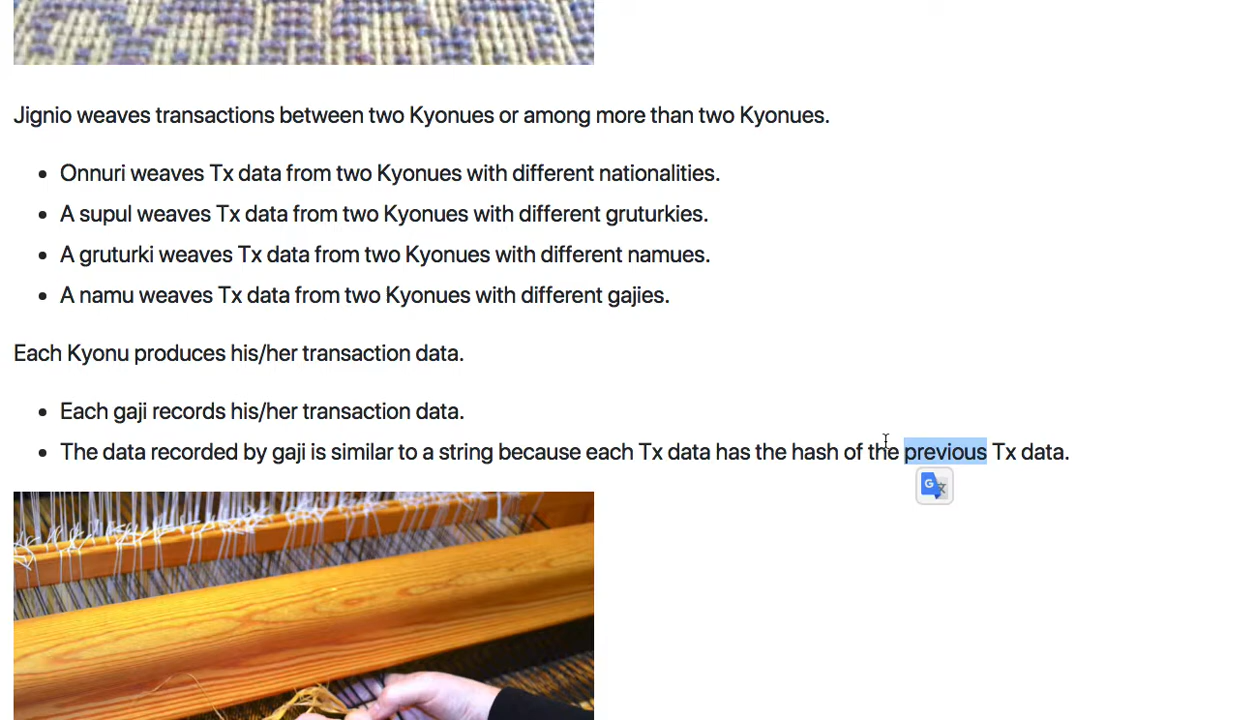 Jignio weaves transactions between two Kyonues or among more than two Kyonues.
• Onnuri weaves Tx data from two Kyonues with different nationalities.
• A supul weaves Tx data from two Kyonues with different gruturkies.
• A gruturki weaves Tx data from two Kyonues with different namues.
• A namu weaves Tx data from two Kyonues with different gajies.
Each Kyonu produces his/her transaction data.
• Each gaji records his/her transaction data.
• The data recorded by gaji is similar to a string because each Tx data has the hash of the previous Tx data.